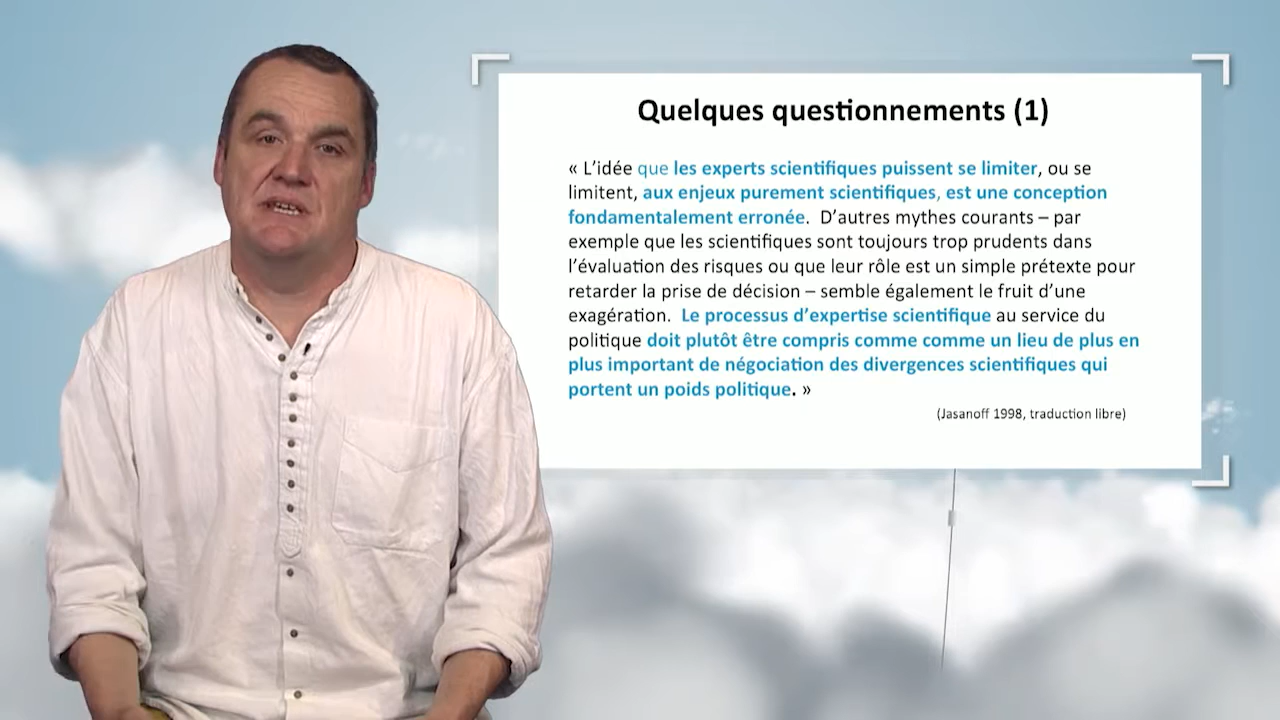 Quelques questionnements (1)
« L’idée que les experts scientifiques puissent se limiter, ou se
limitent, aux enjeux purement scientifiques, est une conception
fondamentalement erronée.  D’autres mythes courants – par
exemple que les scientifiques sont toujours trop prudents dans
l’évaluation des risques ou que leur rôle est un simple prétexte pour
retarder la prise de décision – semble également le fruit d’une
exagération.  Le processus d’expertise scientifique au service du
politique doit plutôt être compris comme comme un lieu de plus en
plus important de négociation des divergences scientifiques qui
portent un poids politique. »
(Jasanoff 1998, traduction libre)